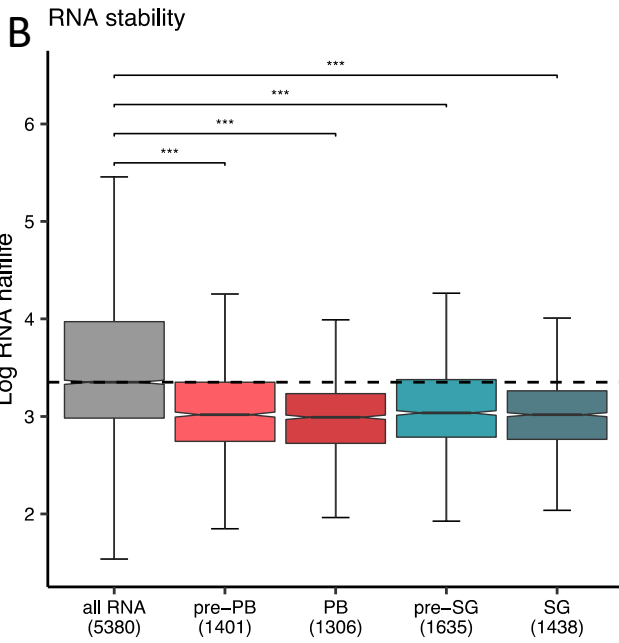 B RNA stability
***
***
***
***
6
5
4
3
2
Log RNA halflife
all RNA pre–PB PB pre–SG SG
(5380) (1401) (1306) (1635) (1438)